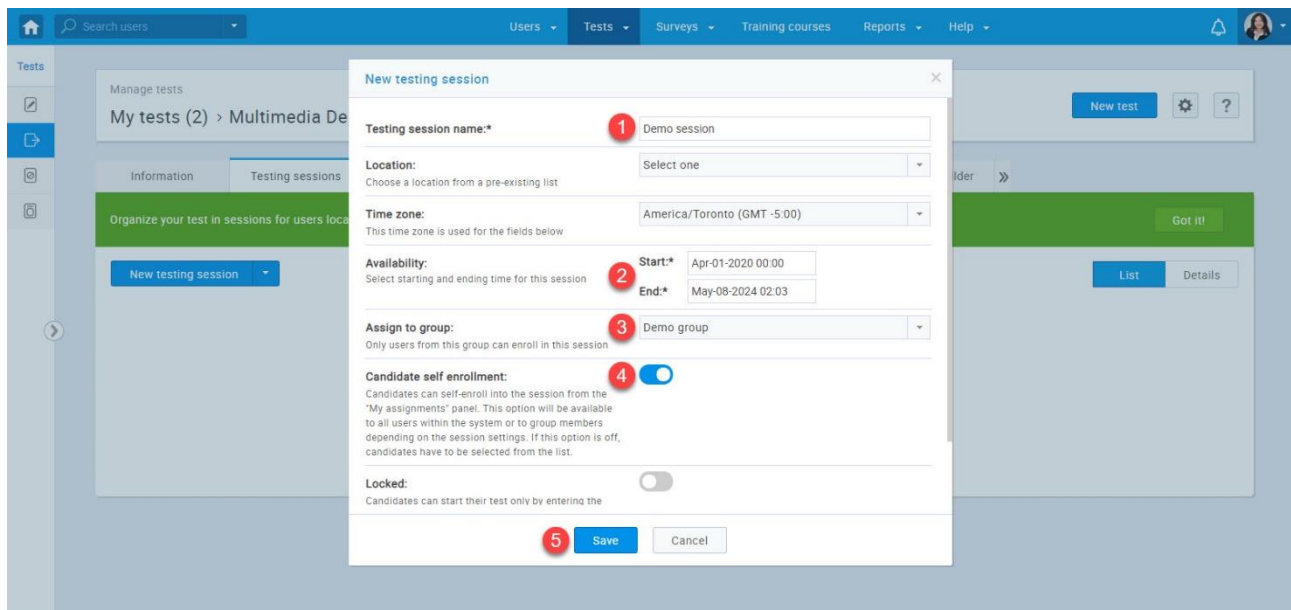 Search users
Users
Tests
Surveys
Training courses
Reports
Help
Tests
Manage tests
My tests (2) › Multimedia De
New test
?
Information
Testing sessions
lder
»
Organize your test in sessions for users loca
Got it!
New testing session
List
Details
New testing session
Testing session name:*
1
Demo session
Location:
Select one
Choose a location from a pre-existing list
Time zone:
America/Toronto (GMT -5:00)
This time zone is used for the fields below
Availability:
Select starting and ending time for this session
2
Start:*
Apr-01-2020 00:00
End:*
May-08-2024 02:03
Assign to group:
3
Demo group
Only users from this group can enroll in this session
Candidate self enrollment:
4
Candidates can self-enroll into the session from the
"My assignments" panel. This option will be available
to all users within the system or to group members
depending on the session settings. If this option is off,
candidates have to be selected from the list.
Locked:
Candidates can start their test only by entering the
5
Save
Cancel